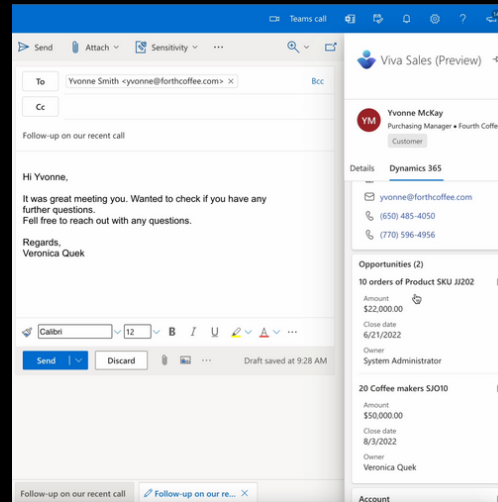 Teams call
?
Send
Attach
Sensitivity
...
To
Yvonne Smith <yvonne@forthcoffee.com> ×
Bcc
Cc
Follow-up on our recent call
Hi Yvonne,
It was great meeting you. Wanted to check if you have any
further questions.
Fell free to reach out with any questions.
Regards,
Veronica Quek
Calibri
12
B
I
U
A
...
Send
Discard
...
Draft saved at 9:28 AM
Follow-up on our recent call
Follow-up on our re... ×
Viva Sales (Preview)
YM
Yvonne McKay
Purchasing Manager • Fourth Coffe
Customer
Details
Dynamics 365
yvonne@forthcoffee.com
(650) 485-4050
(770) 596-4956
Opportunities (2)
10 orders of Product SKU JJ202
Amount
$22,000.00
Close date
6/21/2022
Owner
System Administrator
20 Coffee makers SJO10
Amount
$50,000.00
Close date
8/3/2022
Owner
Veronica Quek
Account